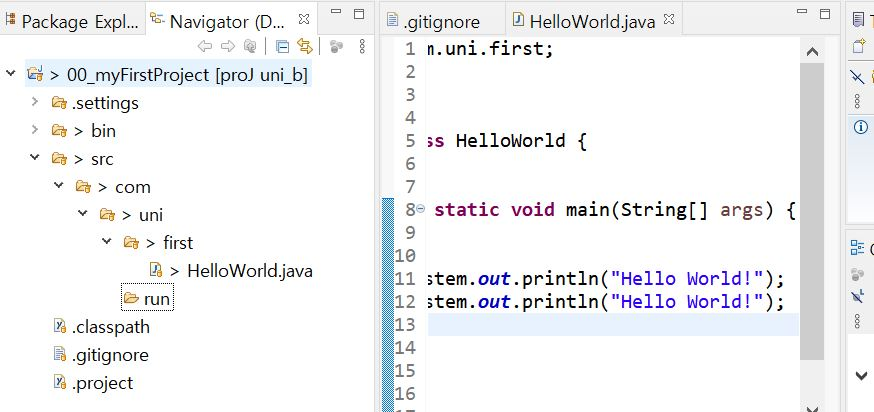 Package Expl...
Navigator (D...
> 00_myFirstProject [proJ uni_b]
.settings
> bin
> src
> com
> uni
> first
> HelloWorld.java
run
.classpath
.gitignore
.project
.gitignore
HelloWorld.java
1 m.uni.first;
2
3
4
5 ss HelloWorld {
6
7
8 static void main(String[] args) {
9
10
11 stem.out.println("Hello World!");
12 stem.out.println("Hello World!");
13
14
15
16